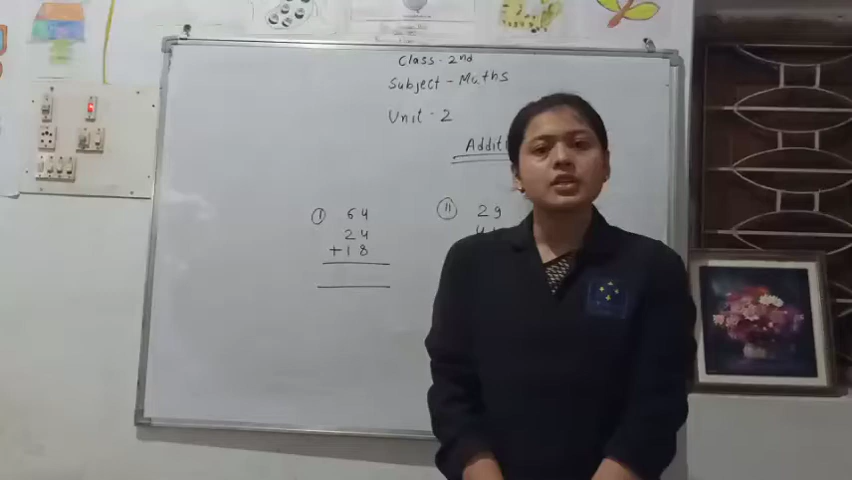 Class - 2nd
Subject - Maths
Unit - 2
I 64
24
+18
II 29